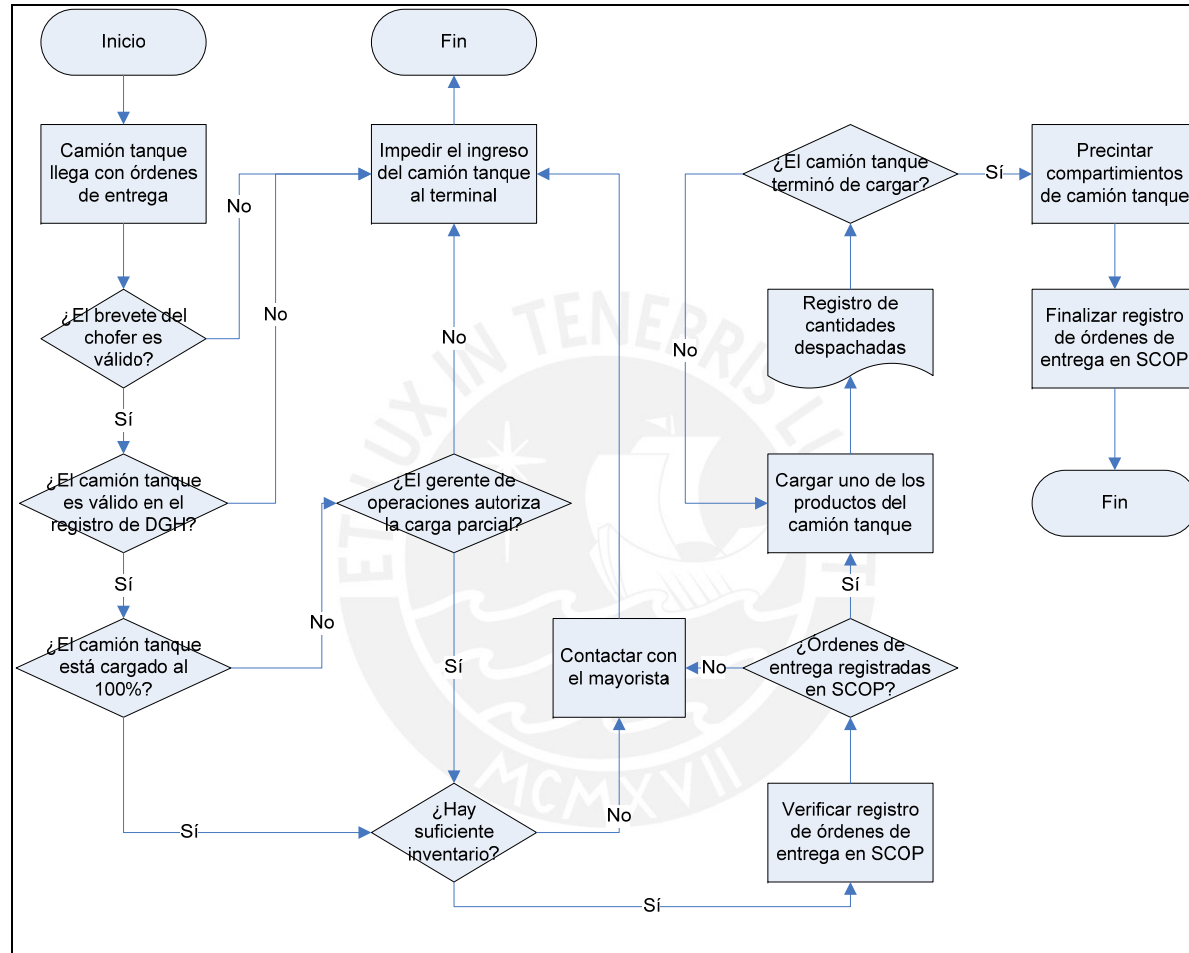 Inicio
Camión tanque
llega con órdenes
de entrega
¿El brevete del
chofer es
válido?
No
Sí
¿El camión tanque
es válido en el
registro de DGH?
No
Sí
¿El camión tanque
está cargado al
100%?
No
Sí
Fin
Impedir el ingreso
del camión tanque
al terminal
No
¿El gerente de
operaciones autoriza
la carga parcial?
Sí
¿Hay
suficiente
inventario?
No
Sí
Contactar con
el mayorista
No
¿Órdenes de
entrega registradas
en SCOP?
Sí
Verificar registro
de órdenes de
entrega en SCOP
Cargar uno de los
productos del
camión tanque
Registro de
cantidades
despachadas
¿El camión tanque
terminó de cargar?
No
Sí
Precintar
compartimientos
de camión tanque
Finalizar registro
de órdenes de
entrega en SCOP
Fin
ET LUX IN TENEBRIS L
T
MCMXVII